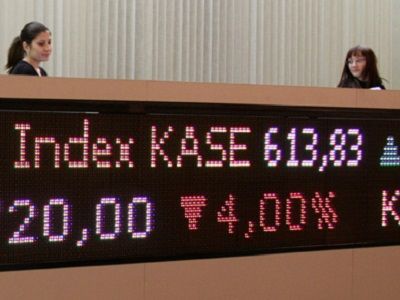 Index KASE 613,83 ▲
20,00 ▼4,00% K